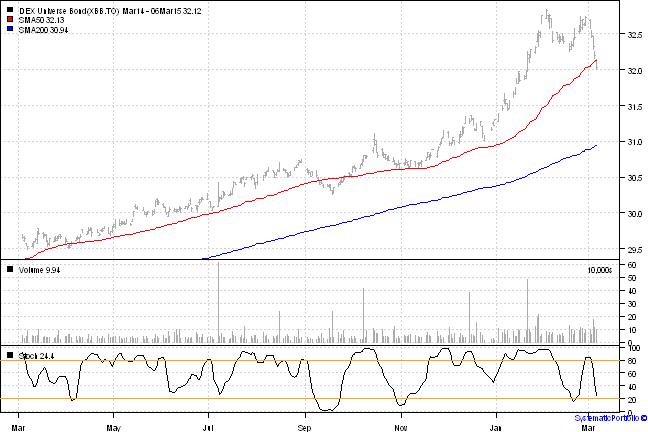 DEX Universe Bond(XBB.TO) Mar14 - 06Mar15 32.12
SMA50 32.13
SMA200 30.94
32.5
32.0
31.5
31.0
30.5
30.0
29.5
Volume 9.94
10,000s
60
50
40
30
20
10
0
Stoch 24.4
100
80
60
40
20
0
SystematicPortfolio ©
Mar May Jul Sep Nov Jan Mar